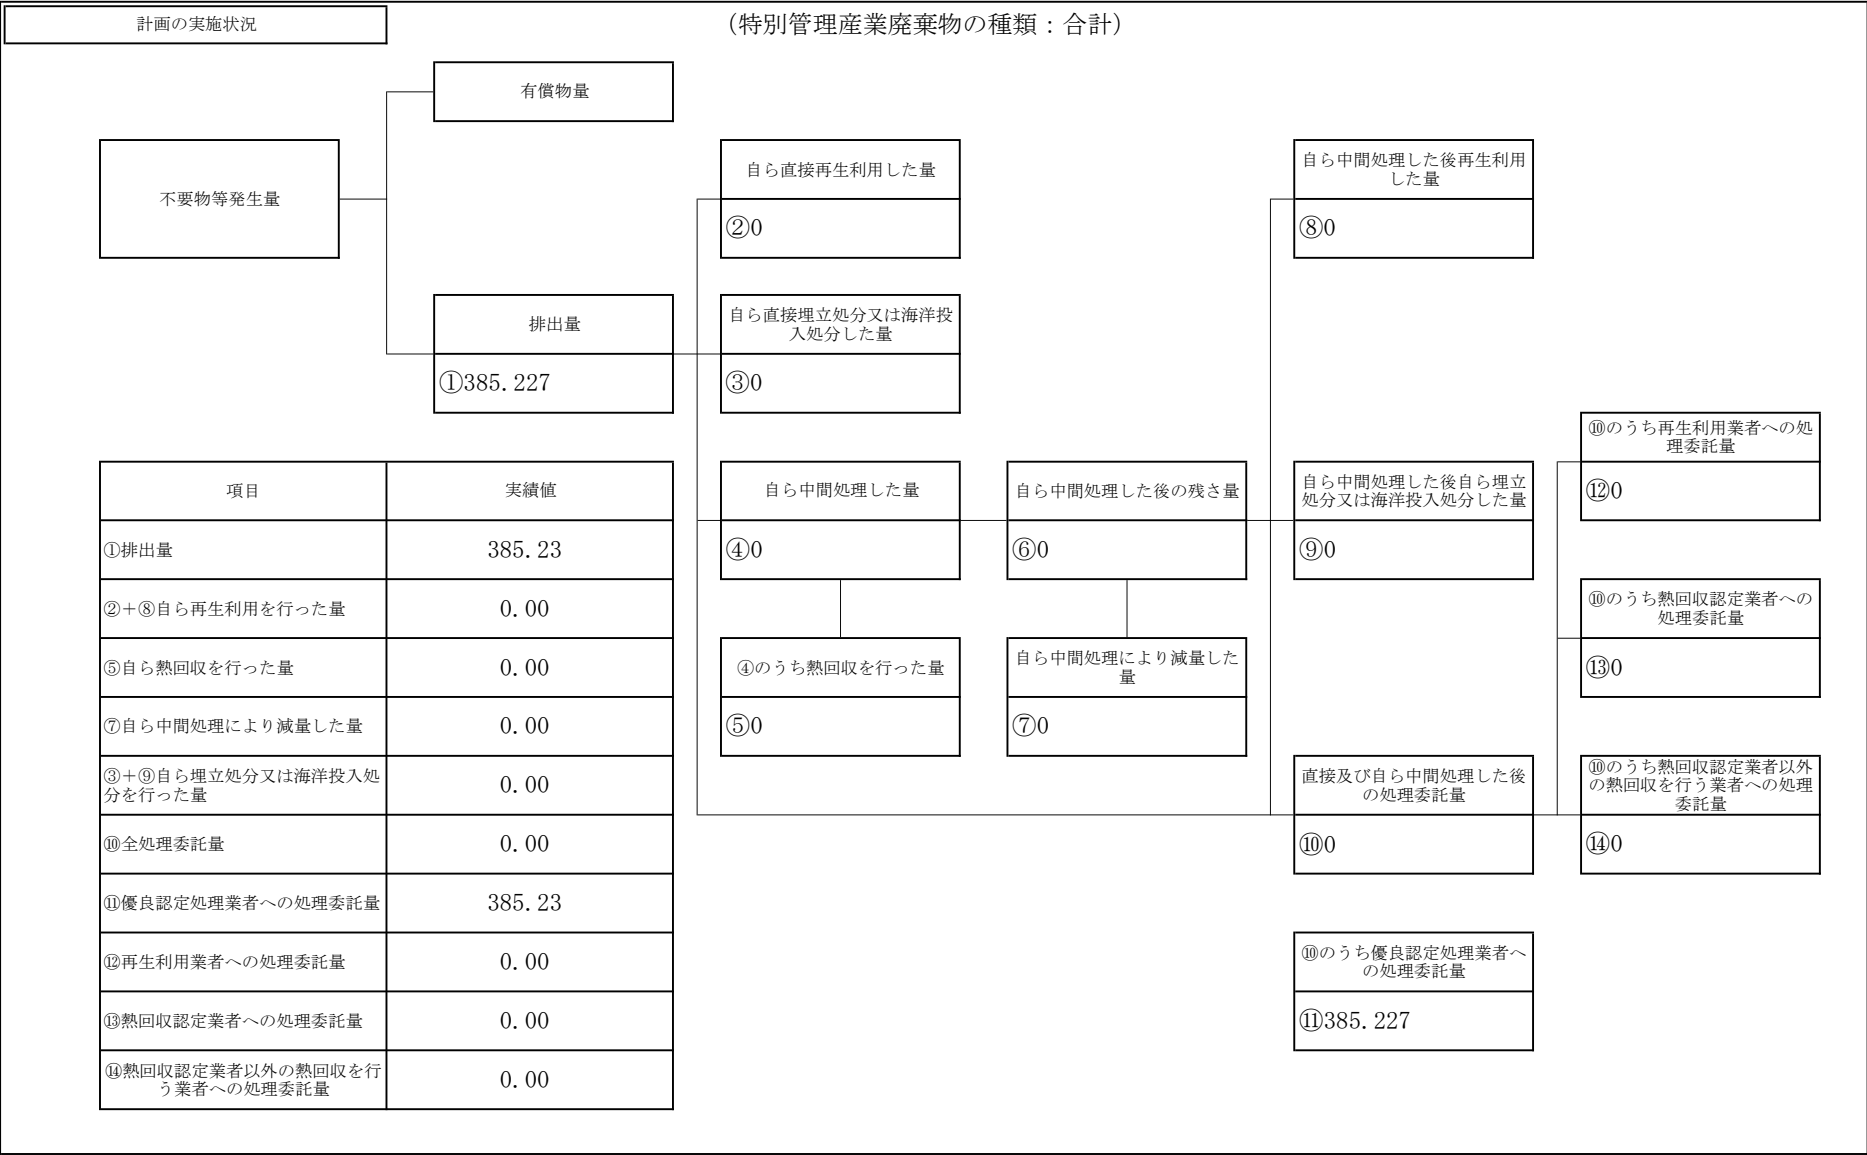 計画の実施状況
（特別管理産業廃棄物の種類：合計）
有償物量
不要物等発生量
自ら直接再生利用した量
②0
自ら中間処理した後再生利用
した量
⑧0
排出量
①385.227
自ら直接埋立処分又は海洋投
入処分した量
③0
⑩のうち再生利用業者への処
理委託量
⑫0
自ら中間処理した量
④0
自ら中間処理した後の残さ量
⑥0
自ら中間処理した後自ら埋立
処分又は海洋投入処分した量
⑨0
⑩のうち熱回収認定業者への
処理委託量
⑬0
④のうち熱回収を行った量
⑤0
自ら中間処理により減量した
量
⑦0
直接及び自ら中間処理した後
の処理委託量
⑩0
⑩のうち熱回収認定業者以外
の熱回収を行う業者への処理
委託量
⑭0
⑩のうち優良認定処理業者へ
の処理委託量
⑪385.227
項目 実績値
①排出量 385.23
②＋⑧自ら再生利用を行った量 0.00
⑤自ら熱回収を行った量 0.00
⑦自ら中間処理により減量した量 0.00
③＋⑨自ら埋立処分又は海洋投入処
分を行った量 0.00
⑩全処理委託量 0.00
⑪優良認定処理業者への処理委託量 385.23
⑫再生利用業者への処理委託量 0.00
⑬熱回収認定業者への処理委託量 0.00
⑭熱回収認定業者以外の熱回収を行
う業者への処理委託量 0.00